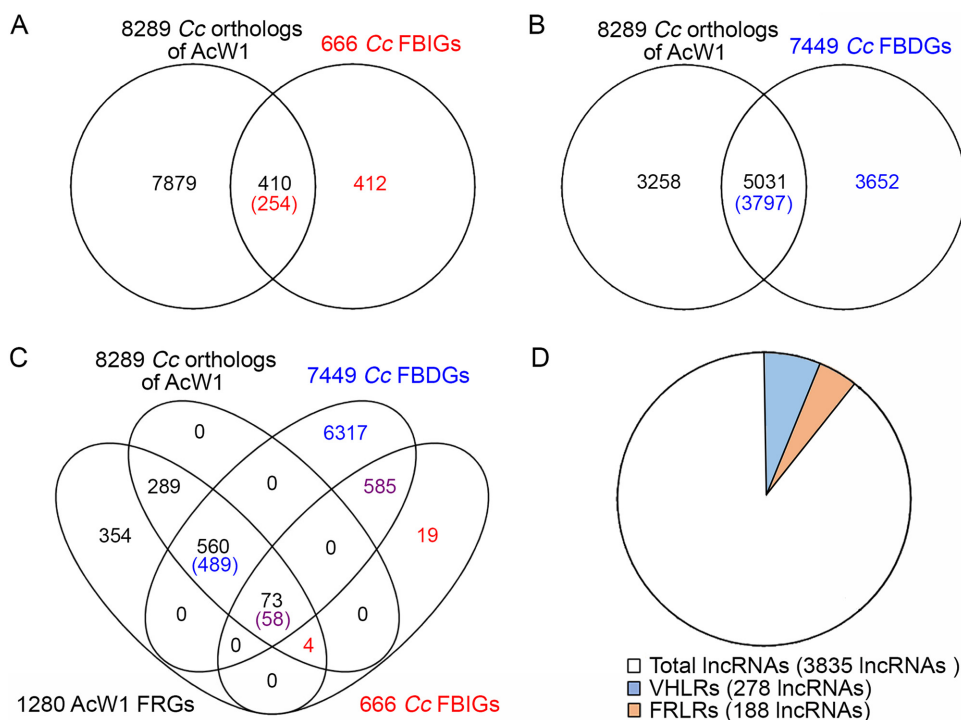 A
8289 Cc orthologs
of AcW1
666 Cc FBIGs
7879
410
(254)
412
B
8289 Cc orthologs
of AcW1
7449 Cc FBDGs
3258
5031
(3797)
3652
C
8289 Cc orthologs
of AcW1
7449 Cc FBDGs
0
6317
289
0
585
354
560
(489)
0
19
0
73
(58)
0
0
4
0
1280 AcW1 FRGs
666 Cc FBIGs
D
Total lncRNAs (3835 lncRNAs )
VHLRs (278 lncRNAs)
FRLRs (188 lncRNAs)